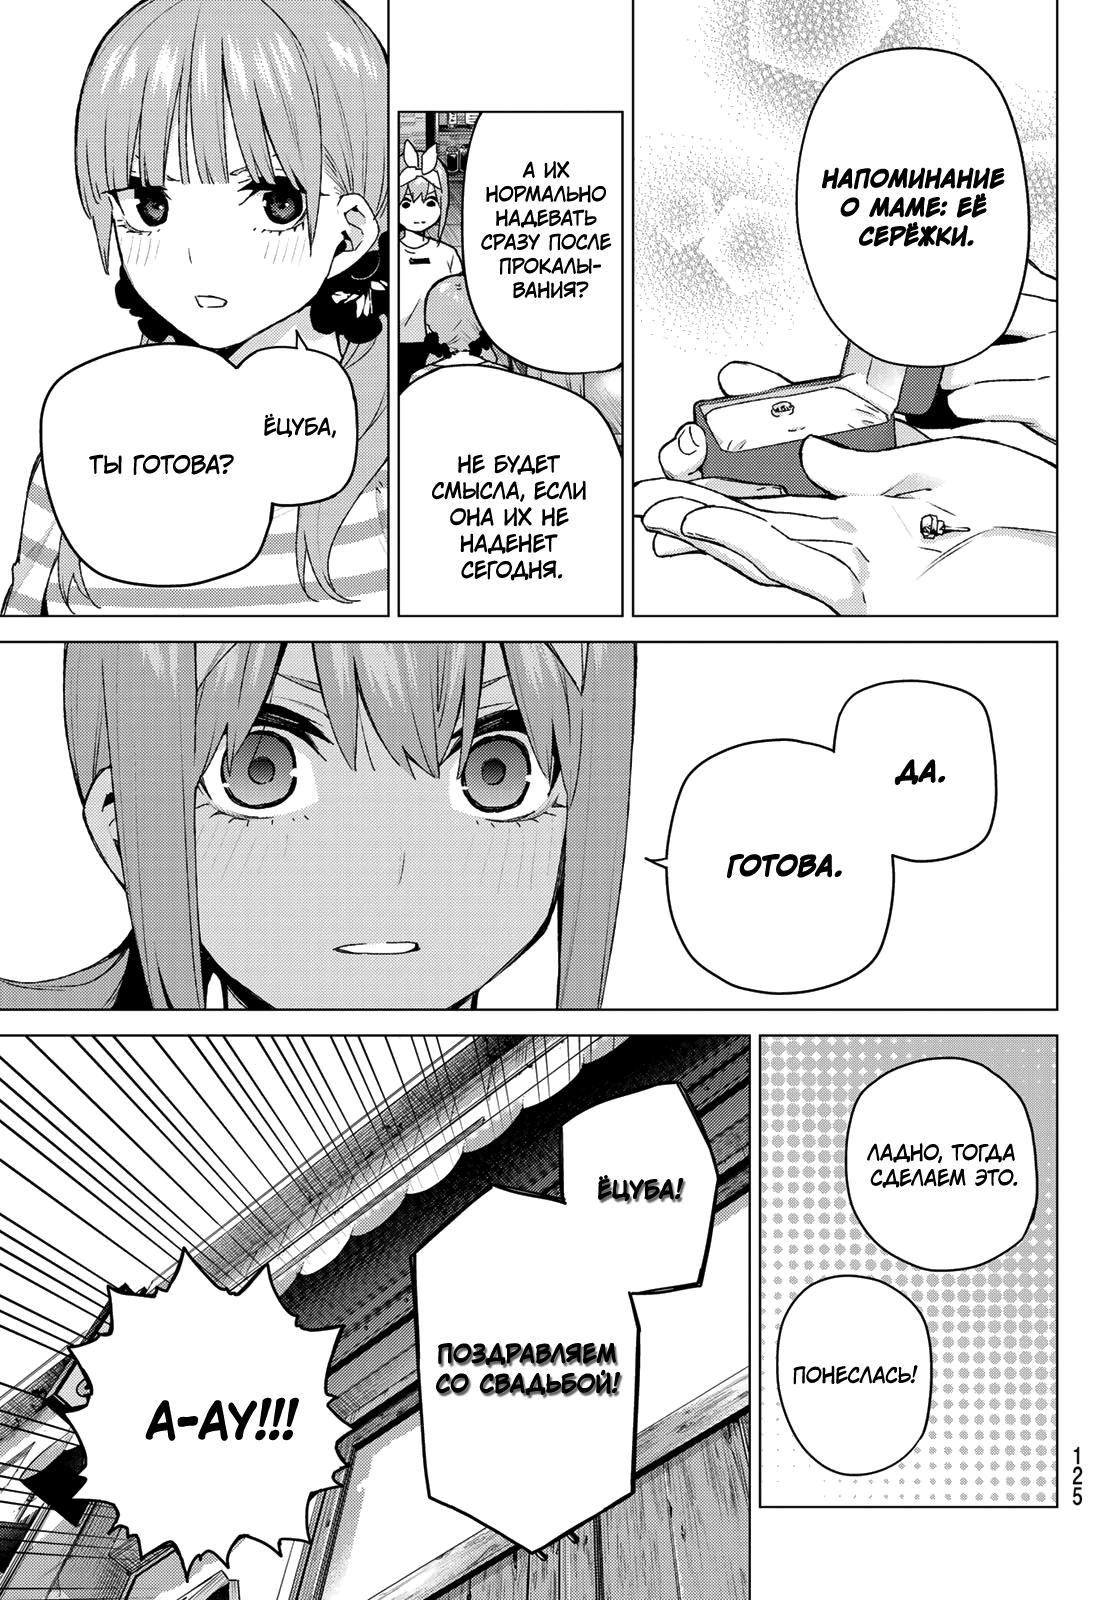 НАПОМИНАНИЕ
О МАМЕ: ЕЁ
СЕРЁЖКИ.
А ИХ
НОРМАЛЬНО
НАДЕВАТЬ
СРАЗУ ПОСЛЕ
ПРОКАЛЫ-
ВАНИЯ?
НЕ БУДЕТ
СМЫСЛА, ЕСЛИ
ОНА ИХ НЕ
НАДЕНЕТ
СЕГОДНЯ.
ЁЦУБА,
ТЫ ГОТОВА?
ДА.
ГОТОВА.
ЛАДНО, ТОГДА
СДЕЛАЕМ ЭТО.
ПОНЕСЛАСЬ!
ЁЦУБА!
ПОЗДРАВЛЯЕМ
СО СВАДЬБОЙ!
А-АУ!!!
125